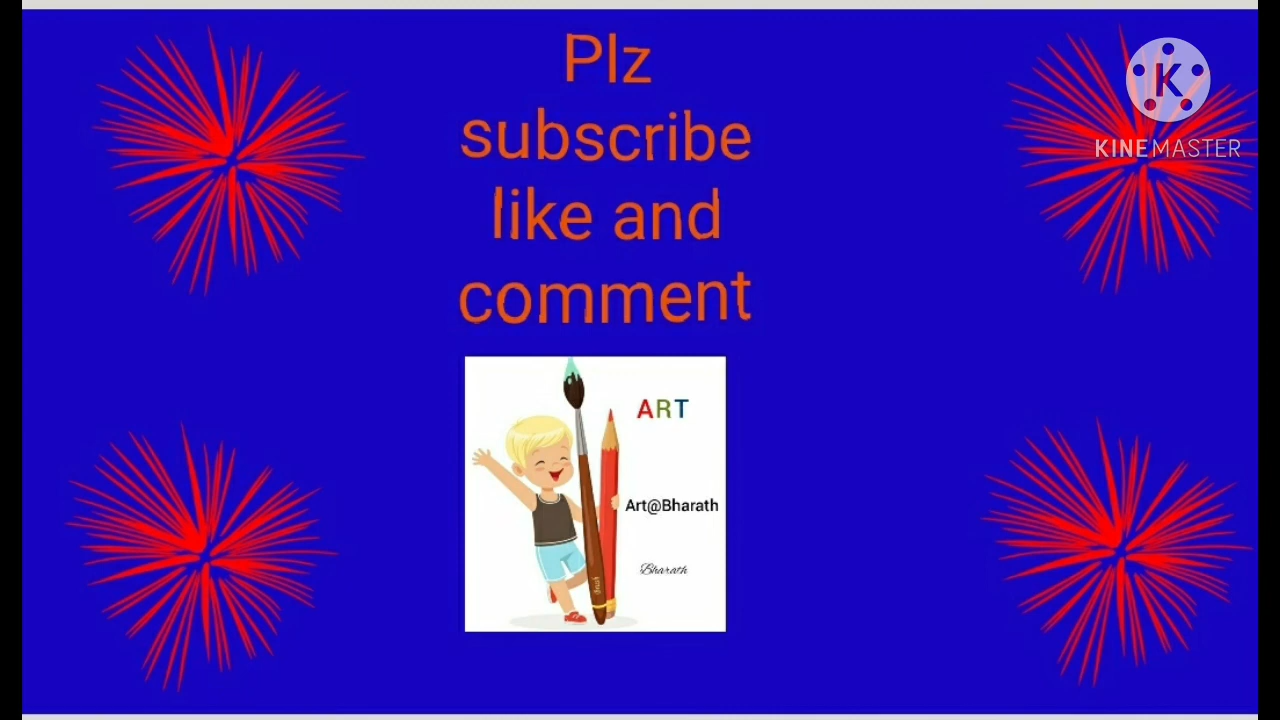 Plz
subscribe
like and
comment
K
KINEMASTER
ART
Art@Bharath
Bharath